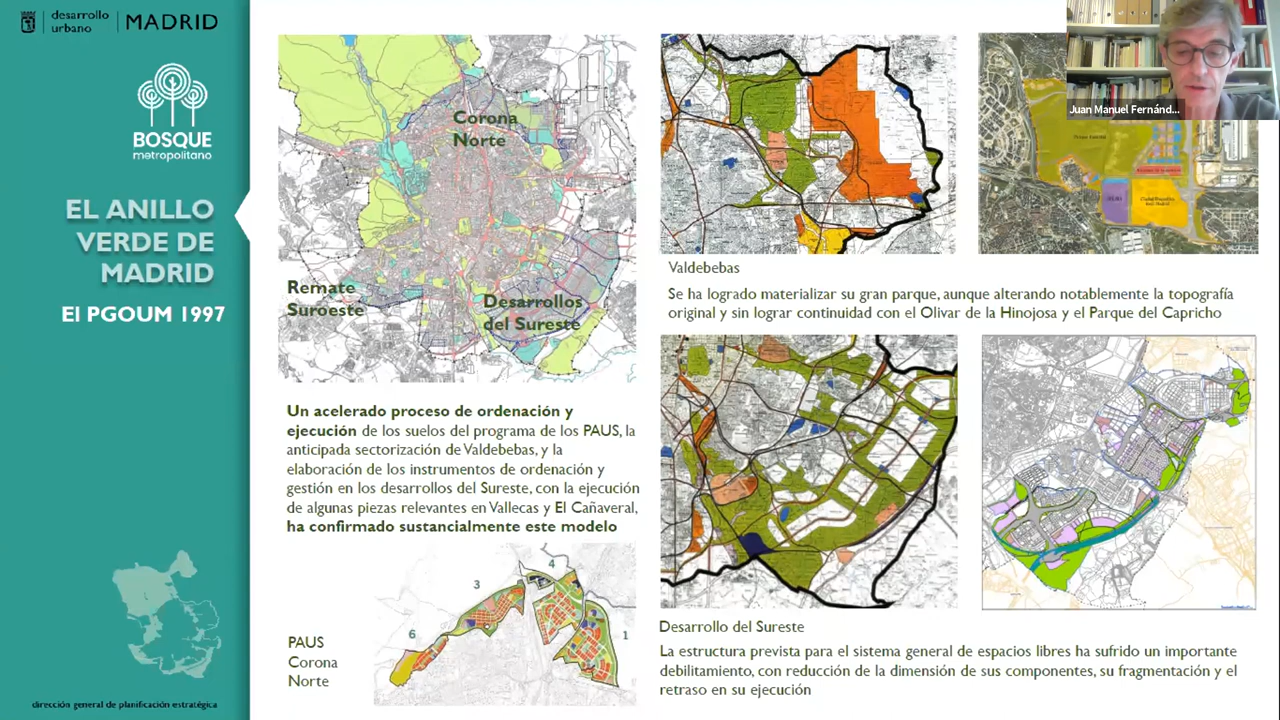 desarrollo
urbano
MADRID
BOSQUE
metropolitano
EL ANILLO
VERDE DE
MADRID
El PGOUM 1997
dirección general de planificación estratégica
Corona
Norte
Remate
Suroeste
Desarrollos
del Sureste
Un acelerado proceso de ordenación y
ejecución de los suelos del programa de los PAUS, la
anticipada sectorización de Valdebebas, y la
elaboración de los instrumentos de ordenación y
gestión en los desarrollos del Sureste, con la ejecución
de algunas piezas relevantes en Vallecas y El Cañaveral,
ha confirmado sustancialmente este modelo
PAUS
Corona
Norte
6
3
4
1
Juan Manuel Fernánd...
Valdebebas
Se ha logrado materializar su gran parque, aunque alterando notablemente la topografía
original y sin lograr continuidad con el Olivar de la Hinojosa y el Parque del Capricho
Desarrollo del Sureste
La estructura prevista para el sistema general de espacios libres ha sufrido un importante
debilitamiento, con reducción de la dimensión de sus componentes, su fragmentación y el
retraso en su ejecución